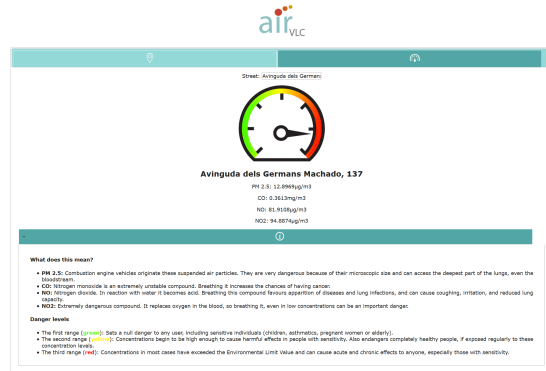 air VLC
Street: Avinguda dels German
Avinguda dels Germans Machado, 137
PM 2.5: 12.8969µg/m3
CO: 0.3613mg/m3
NO: 81.9108µg/m3
NO2: 94.8874µg/m3
What does this mean?
• PM 2.5: Combustion engine vehicles originate these suspended air particles. They are very dangerous because of their microscopic size and can access the deepest part of the lungs, even the
bloodstream.
• CO: Nitrogen monoxide is an extremely unstable compound. Breathing it increases the chances of having cancer.
• NO: Nitrogen dioxide. In reaction with water it becomes acid. Breathing this compound favours apparition of diseases and lung infections, and can cause coughing, irritation, and reduced lung
capacity.
• NO2: Extremely dangerous compound. It replaces oxygen in the blood, so breathing it, even in low concentrations can be an important danger.
Danger levels
• The first range (green): Sets a null danger to any user, including sensitive individuals (children, asthmatics, pregnant women or elderly).
• The second range (yellow): Concentrations begin to be high enough to cause harmful effects in people with sensitivity. Also endangers completely healthy people, if exposed regularly to these
concentration levels.
• The third range (red): Concentrations in most cases have exceeded the Environmental Limit Value and can cause acute and chronic effects to anyone, especially those with sensitivity.